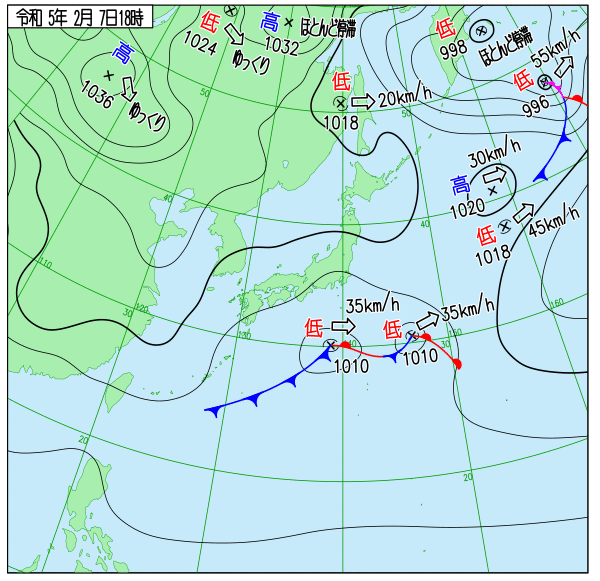 令和 5年 2月 7日18時
低
1024
ゆっくり
高
1032
ほとんど停滞
低
998
ほとんど停滞
低
55km/h
996
高
1036
ゆっくり
低
20km/h
1018
50
50
30km/h
高
1020
低
45km/h
1018
40
40
110
120
30
130
低
35km/h
1010
140
低
35km/h
1010
150
30
160
20
20